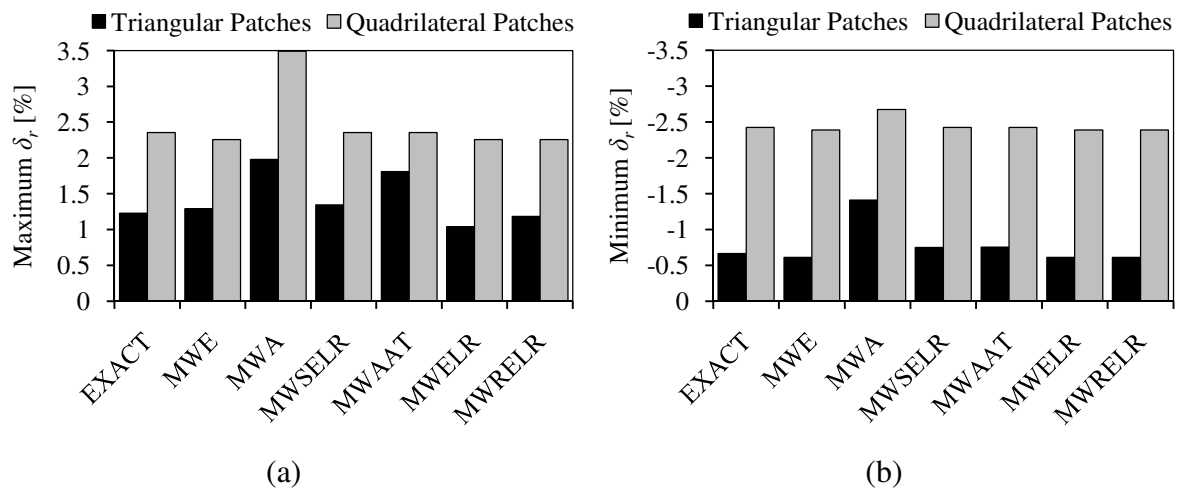 Triangular Patches Quadrilateral Patches
Maximum δr [%]
3.5
3
2.5
2
1.5
1
0.5
0
EXACT
MWE
MWA
MWSELR
MWAAT
MWELR
MWRELR
(a)
Triangular Patches Quadrilateral Patches
Minimum δr [%]
-3.5
-3
-2.5
-2
-1.5
-1
-0.5
0
EXACT
MWE
MWA
MWSELR
MWAAT
MWELR
MWRELR
(b)